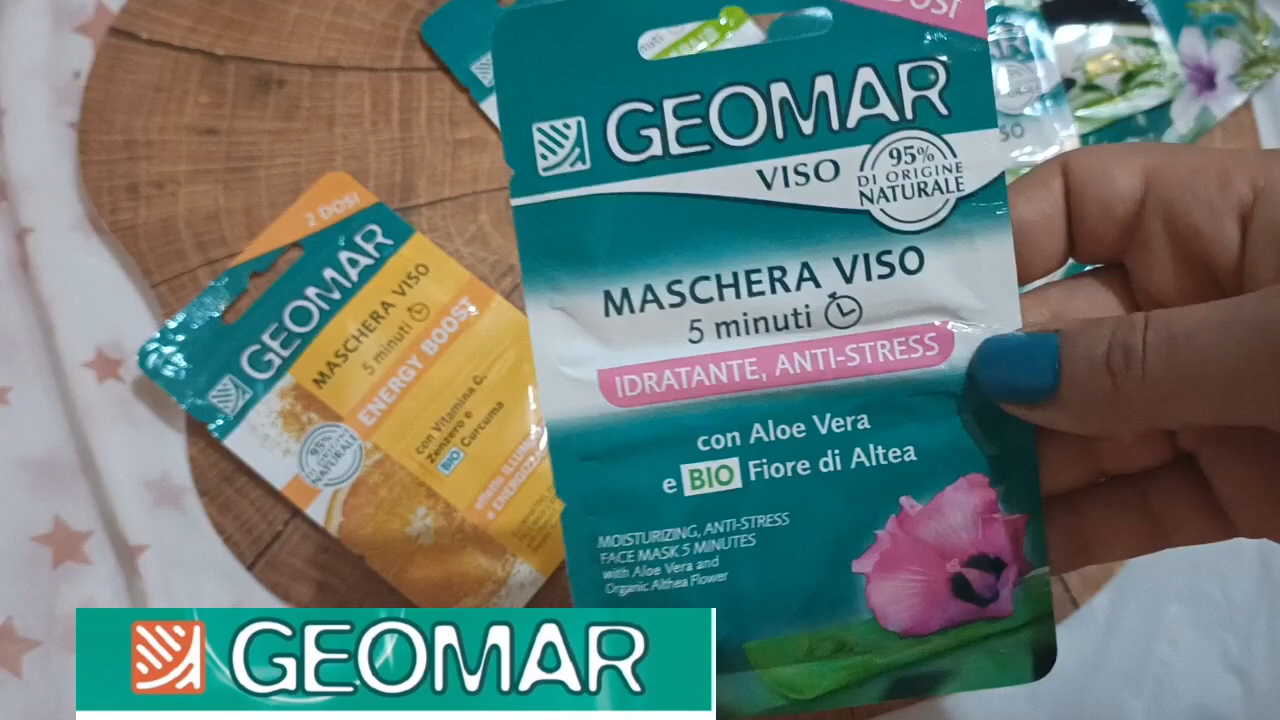 GEOMAR
VISO
95%
DI ORIGINE
NATURALE
MASCHERA VISO
5 minuti
IDRATANTE, ANTI-STRESS
con Aloe Vera
e BIO Fiore di Altea
MOISTURIZING, ANTI-STRESS
FACE MASK 5 MINUTES
with Aloe Vera and
Organic Althea Flower
2 DOSI
GEOMAR
MASCHERA VISO
5 minuti
ENERGY BOOST
con Vitamina C,
Zenzero e
BIO Curcuma
95%
DI ORIGINE
NATURALE
GEOMAR